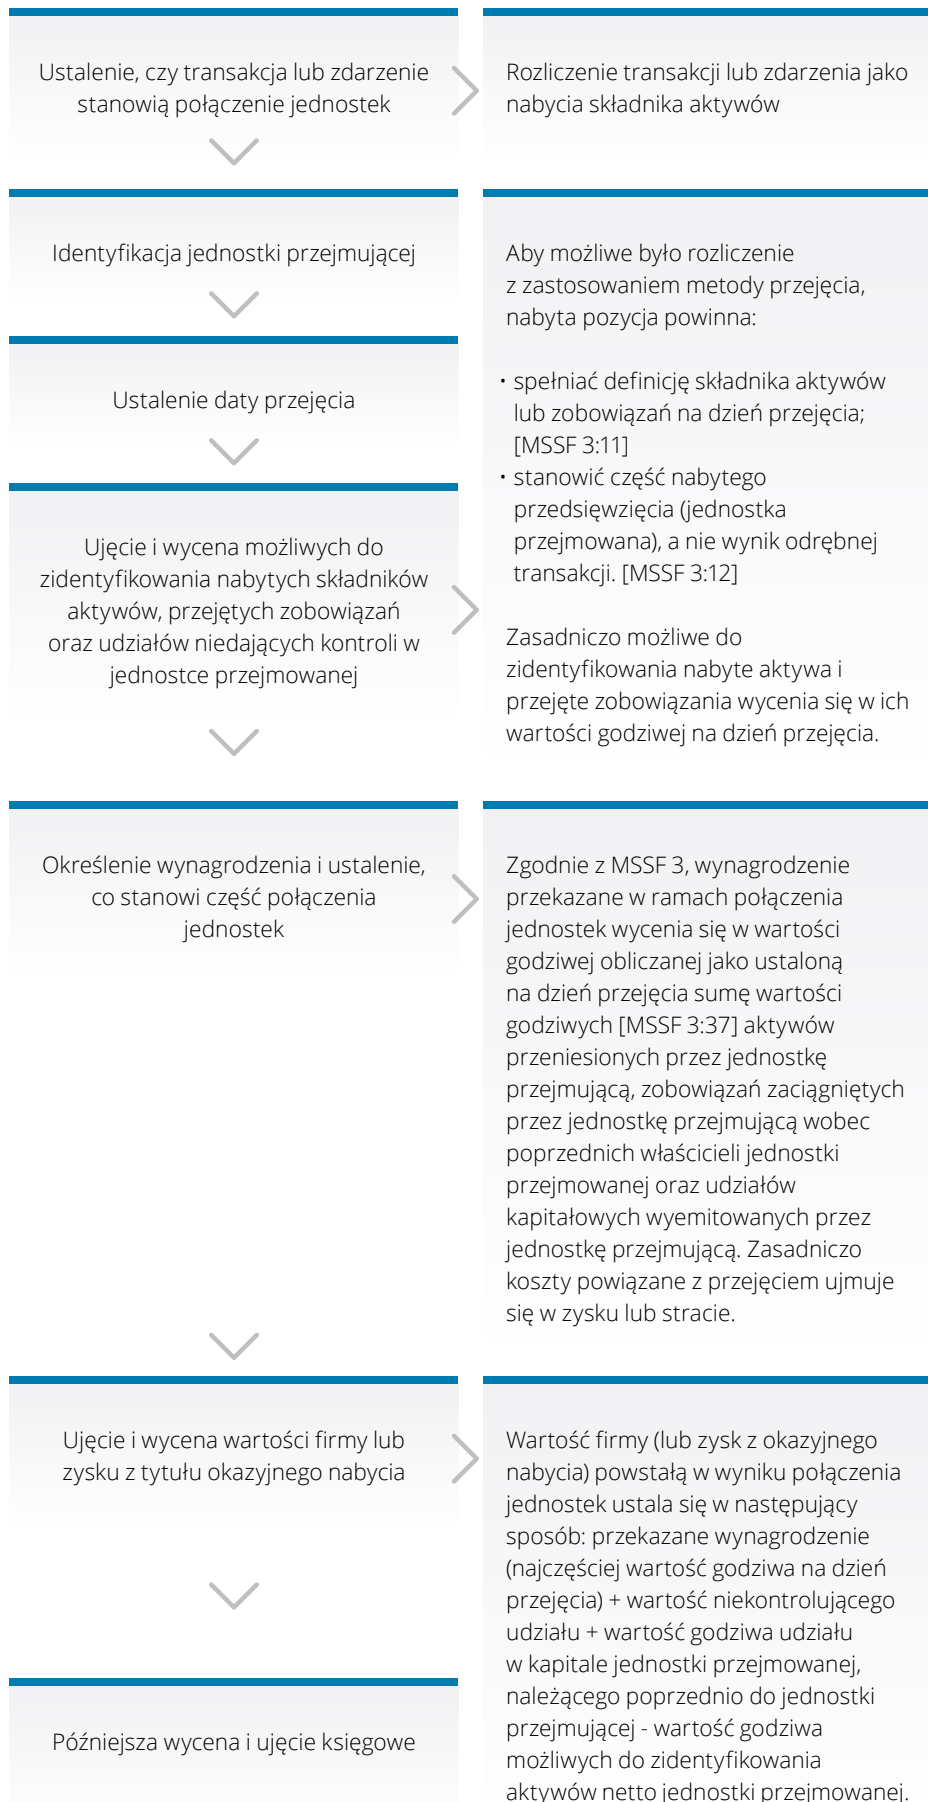 Ustalenie, czy transakcja lub zdarzenie
stanowią połączenie jednostek
Rozliczenie transakcji lub zdarzenia jako
nabycia składnika aktywów
Identyfikacja jednostki przejmującej
Ustalenie daty przejęcia
Ujęcie i wycena możliwych do
zidentyfikowania nabytych składników
aktywów, przejętych zobowiązań
oraz udziałów niedających kontroli w
jednostce przejmowanej
Aby możliwe było rozliczenie
z zastosowaniem metody przejęcia,
nabyta pozycja powinna:
• spełniać definicję składnika aktywów
lub zobowiązań na dzień przejęcia;
[MSSF 3:11]
• stanowić część nabytego
przedsięwzięcia (jednostka
przejmowana), a nie wynik odrębnej
transakcji. [MSSF 3:12]
Zasadniczo możliwe do
zidentyfikowania nabyte aktywa i
przejęte zobowiązania wycenia się w ich
wartości godziwej na dzień przejęcia.
Określenie wynagrodzenia i ustalenie,
co stanowi część połączenia
jednostek
Zgodnie z MSSF 3, wynagrodzenie
przekazane w ramach połączenia
jednostek wycenia się w wartości
godziwej obliczanej jako ustaloną
na dzień przejęcia sumę wartości
godziwych [MSSF 3:37] aktywów
przeniesionych przez jednostkę
przejmującą, zobowiązań zaciągniętych
przez jednostkę przejmującą wobec
poprzednich właścicieli jednostki
przejmowanej oraz udziałów
kapitałowych wyemitowanych przez
jednostkę przejmującą. Zasadniczo
koszty powiązane z przejęciem ujmuje
się w zysku lub stracie.
Ujęcie i wycena wartości firmy lub
zysku z tytułu okazyjnego nabycia
Później­sza wycena i ujęcie księgowe
Wartość firmy (lub zysk z okazyjnego
nabycia) powstałą w wyniku połączenia
jednostek ustala się w następujący
sposób: przekazane wynagrodzenie
(najczęściej wartość godziwa na dzień
przejęcia) + wartość niekontrolującego
udziału + wartość godziwa udziału
w kapitale jednostki przejmowanej,
należącego poprzednio do jednostki
przejmującej - wartość godziwa
możliwych do zidentyfikowania
aktywów netto jednostki przejmowanej.